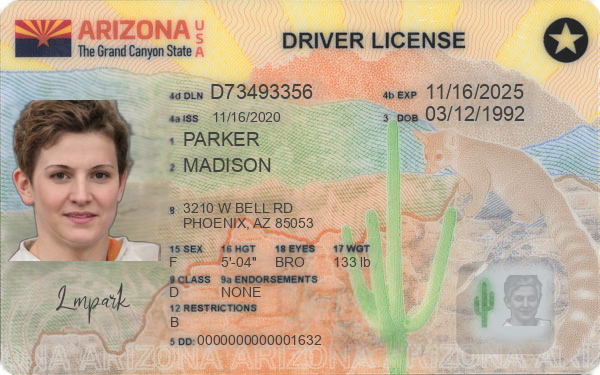 ARIZONA USA
The Grand Canyon State
DRIVER LICENSE
4d DLN D73493356
4b EXP 11/16/2025
4a ISS 11/16/2020
3 DOB 03/12/1992
1 PARKER
2 MADISON
8 3210 W BELL RD
PHOENIX, AZ 85053
15 SEX 16 HGT 18 EYES 17 WGT
F 5'-04" BRO 133 lb
9 CLASS 9a ENDORSEMENTS
D NONE
12 RESTRICTIONS
B
Lmpark
5 DD: 0000000000001632
ARIZONA ARIZONA ARIZONA ARIZONA